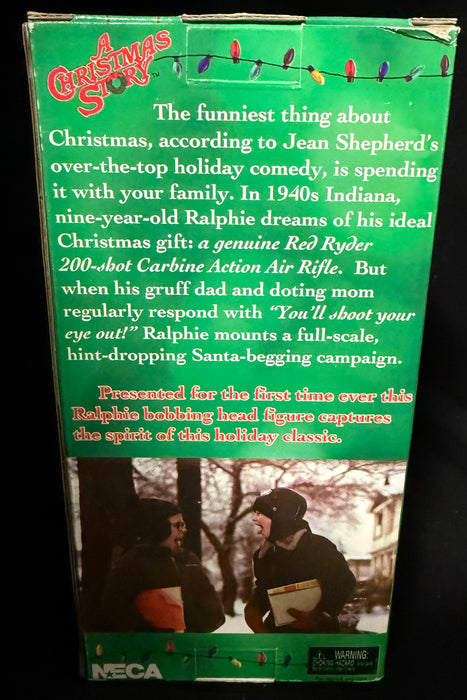 A
CHRISTMAS
STORY™
The funniest thing about
Christmas, according to Jean Shepherd's
over-the-top holiday comedy, is spending
it with your family. In 1940s Indiana,
nine-year-old Ralphie dreams of his ideal
Christmas gift: a genuine Red Ryder
200-shot Carbine Action Air Rifle. But
when his gruff dad and doting mom
regularly respond with "You'll shoot your
eye out!" Ralphie mounts a full-scale,
hint-dropping Santa-begging campaign.
Presented for the first time ever this
Ralphie bobbing head figure captures
the spirit of this holiday classic.
NECA
WARNING:
CHOKING HAZARD